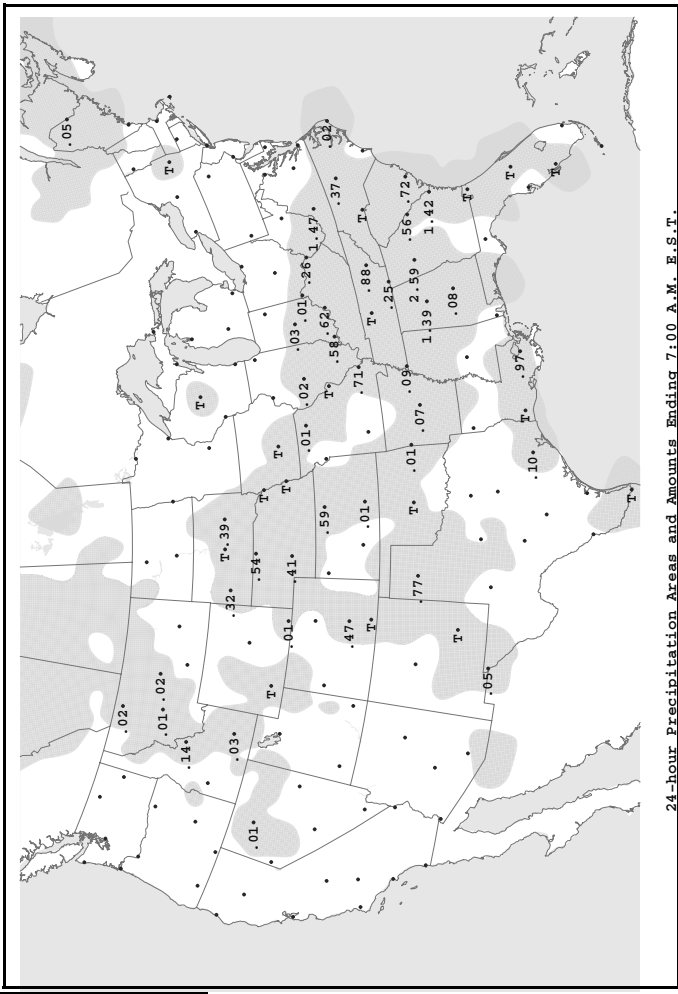 .05
.02
.02
.01
T
.14
T
T
.39
.32
.03
.01
.54
T
T
T
T
.01
.41
.03
.01
.02
.01
.26
1.47
.59
.62
.02
T
.58
.37
.47
.71
T
.01
.88
T
T
.25
.72
.09
.56
.01
T
2.59
.77
.07
1.39
1.42
.08
T
T
.05
T
.97
T
.10
T
T
24-hour Precipitation Areas and Amounts Ending 7:00 A.M. E.S.T.